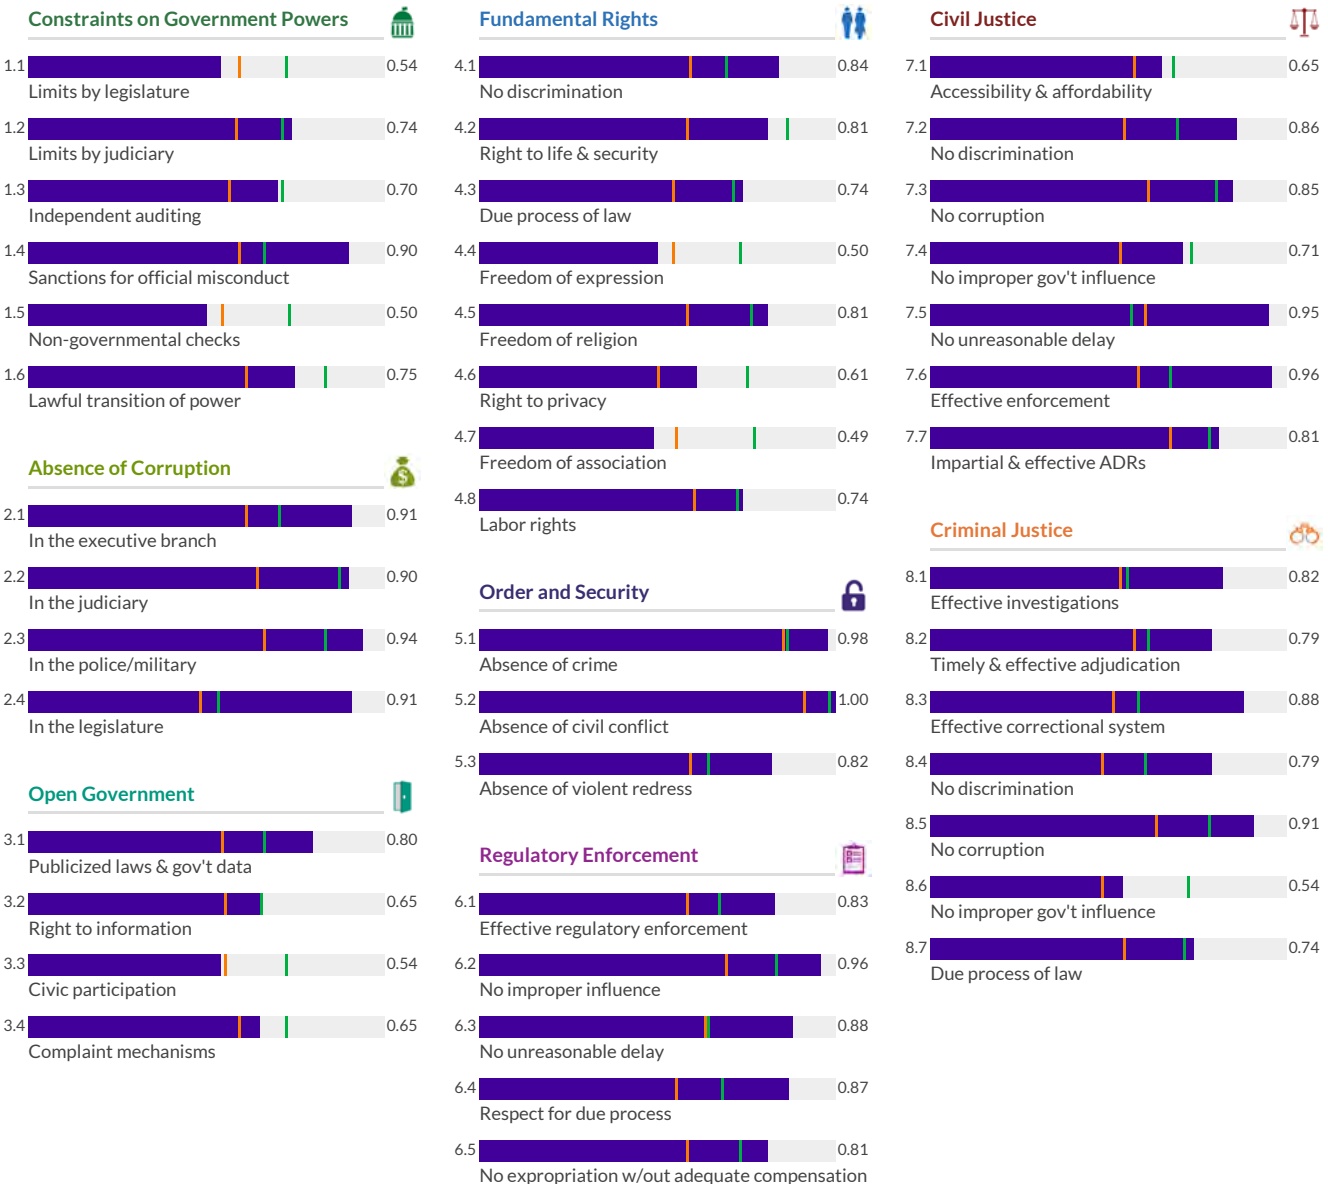 Constraints on Government Powers
1.1 0.54
Limits by legislature
1.2 0.74
Limits by judiciary
1.3 0.70
Independent auditing
1.4 0.90
Sanctions for official misconduct
1.5 0.50
Non-governmental checks
1.6 0.75
Lawful transition of power
Absence of Corruption
$
2.1 0.91
In the executive branch
2.2 0.90
In the judiciary
2.3 0.94
In the police/military
2.4 0.91
In the legislature
Open Government
3.1 0.80
Publicized laws & gov't data
3.2 0.65
Right to information
3.3 0.54
Civic participation
3.4 0.65
Complaint mechanisms
Fundamental Rights
4.1 0.84
No discrimination
4.2 0.81
Right to life & security
4.3 0.74
Due process of law
4.4 0.50
Freedom of expression
4.5 0.81
Freedom of religion
4.6 0.61
Right to privacy
4.7 0.49
Freedom of association
4.8 0.74
Labor rights
Order and Security
5.1 0.98
Absence of crime
5.2 1.00
Absence of civil conflict
5.3 0.82
Absence of violent redress
Regulatory Enforcement
6.1 0.83
Effective regulatory enforcement
6.2 0.96
No improper influence
6.3 0.88
No unreasonable delay
6.4 0.87
Respect for due process
6.5 0.81
No expropriation w/out adequate compensation
Civil Justice
7.1 0.65
Accessibility & affordability
7.2 0.86
No discrimination
7.3 0.85
No corruption
7.4 0.71
No improper gov't influence
7.5 0.95
No unreasonable delay
7.6 0.96
Effective enforcement
7.7 0.81
Impartial & effective ADRs
Criminal Justice
8.1 0.82
Effective investigations
8.2 0.79
Timely & effective adjudication
8.3 0.88
Effective correctional system
8.4 0.79
No discrimination
8.5 0.91
No corruption
8.6 0.54
No improper gov't influence
8.7 0.74
Due process of law